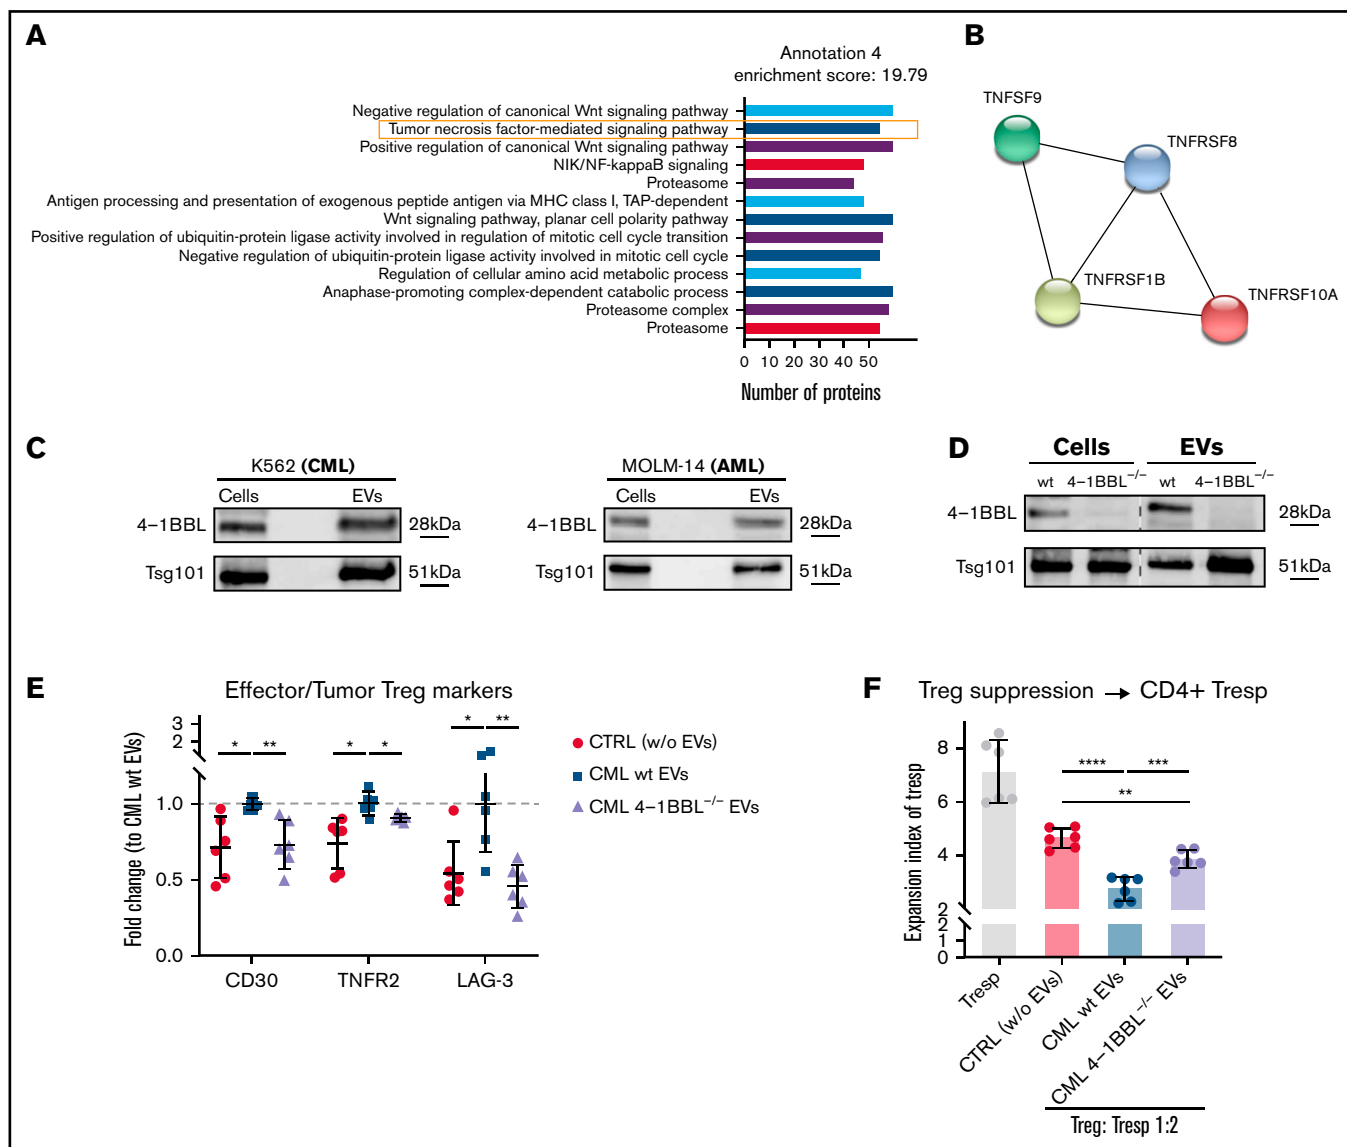 A
Annotation 4
enrichment score: 19.79
Negative regulation of canonical Wnt signaling pathway
Tumor necrosis factor-mediated signaling pathway
Positive regulation of canonical Wnt signaling pathway
NIK/NF-kappaB signaling
Proteasome
Antigen processing and presentation of exogenous peptide antigen via MHC class I, TAP-dependent
Wnt signaling pathway, planar cell polarity pathway
Positive regulation of ubiquitin-protein ligase activity involved in regulation of mitotic cell cycle transition
Negative regulation of ubiquitin-protein ligase activity involved in mitotic cell cycle
Regulation of cellular amino acid metabolic process
Anaphase-promoting complex-dependent catabolic process
Proteasome complex
Proteasome
0 10 20 30 40 50
Number of proteins
B
TNFSF9
TNFRSF8
TNFRSF1B
TNFRSF10A
C
K562 (CML)
Cells EVs
4–1BBL 28kDa
Tsg101 51kDa
MOLM-14 (AML)
Cells EVs
4–1BBL 28kDa
Tsg101 51kDa
D
Cells EVs
wt 4–1BBL−/− wt 4–1BBL−/−
4–1BBL 28kDa
Tsg101 51kDa
E
Effector/Tumor Treg markers
Fold change (to CML wt EVs)
3
2
1.0
0.5
0.0
* ** * * * **
CD30 TNFR2 LAG-3
CTRL (w/o EVs)
CML wt EVs
CML 4–1BBL−/− EVs
F
Treg suppression → CD4+ Tresp
Expansion index of tresp
8
6
4
2
2
1
0
**** ***
**
Tresp
CTRL (w/o EVs)
CML wt EVs
CML 4–1BBL−/− EVs
Treg: Tresp 1:2